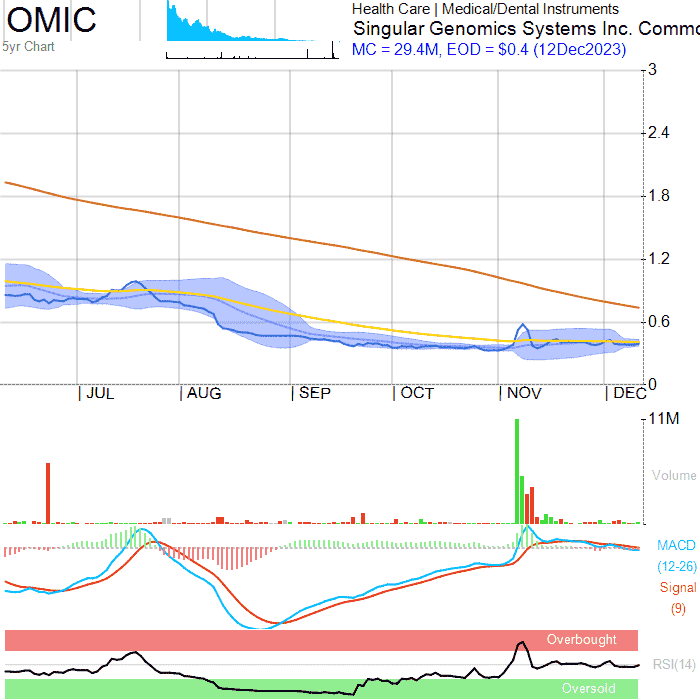 OMIC
5yr Chart
Health Care | Medical/Dental Instruments
Singular Genomics Systems Inc. Commo
MC = 29.4M, EOD = $0.4 (12Dec2023)
3
2.4
1.8
1.2
0.6
0
| JUL | AUG | SEP | OCT | NOV | DEC
11M
Volume
MACD
(12-26)
Signal
(9)
Overbought
RSI(14)
Oversold